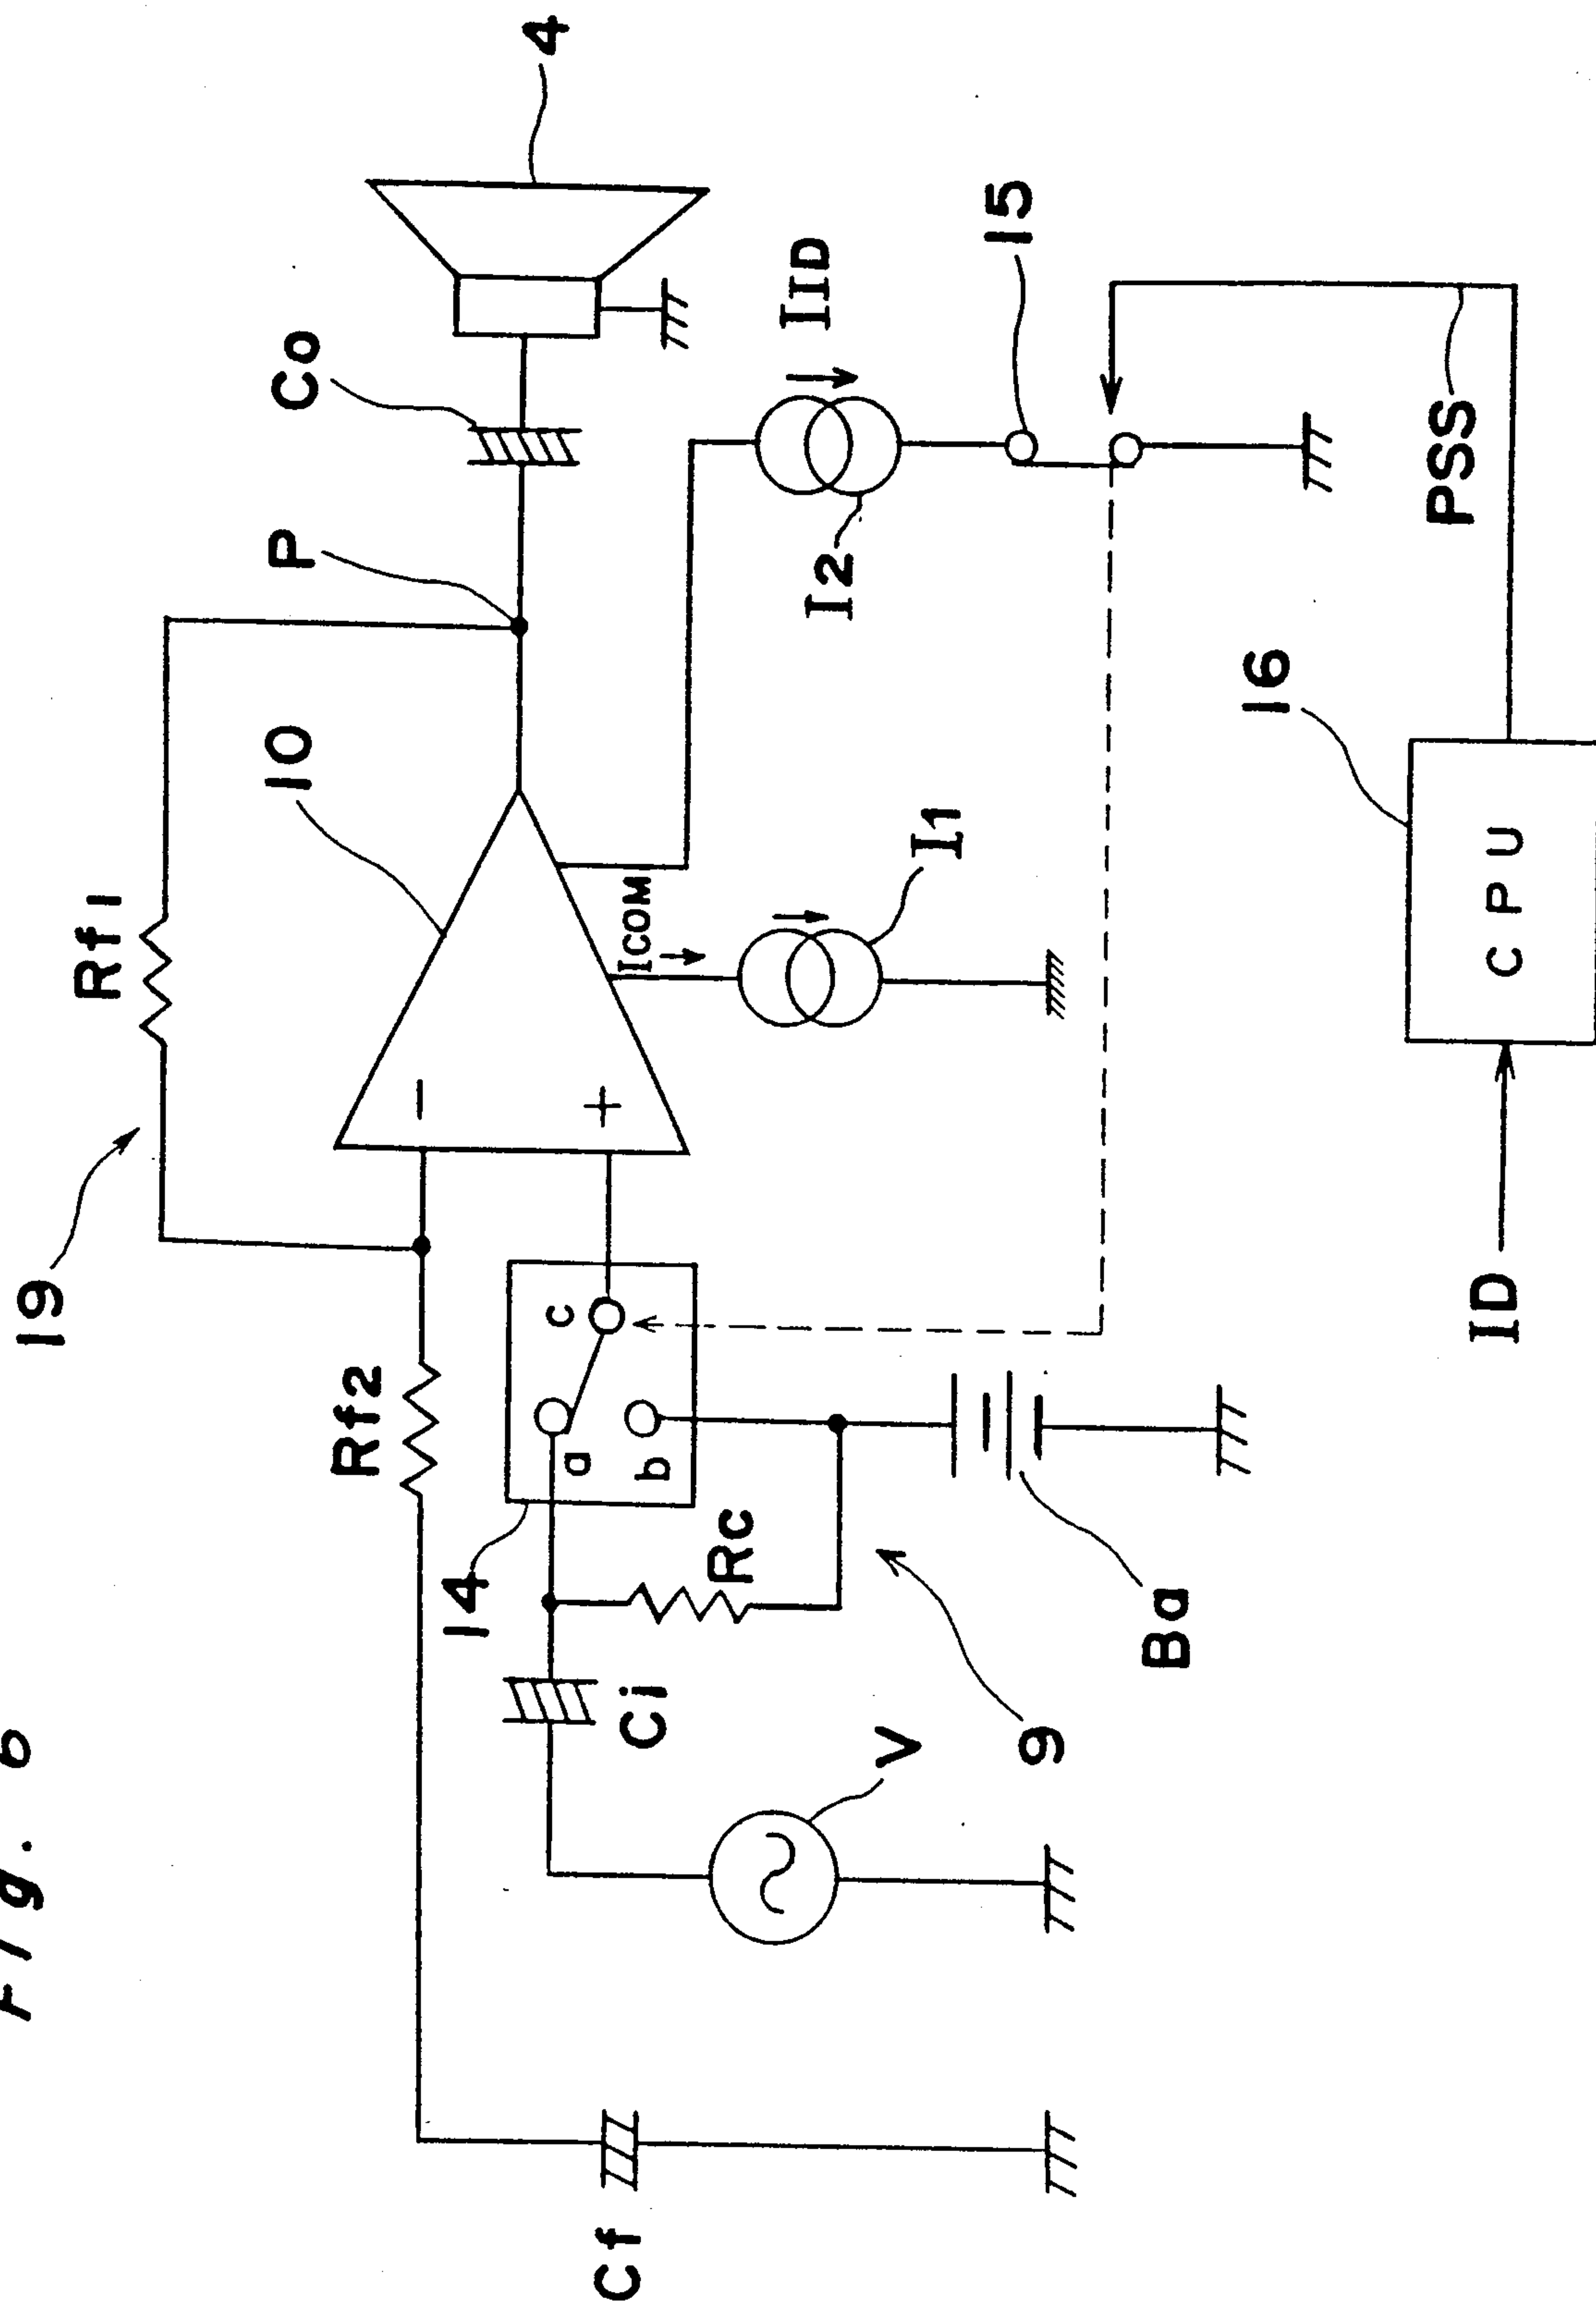 Fig. 6
19
Rf1
10
P
Co
4
Rf2
14
a
b
c
−
+
ICOM
I1
I2
IID
15
Cf
Ci
Rc
V
9
Ba
ID
CPU
16
PSS